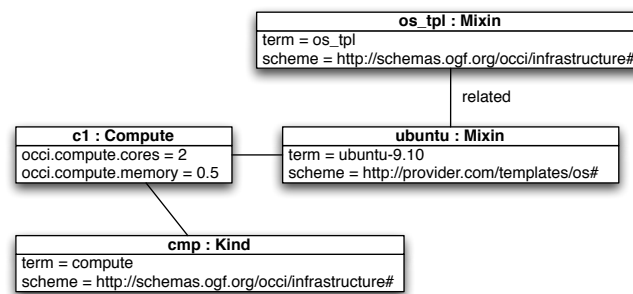 os_tpl : Mixin
term = os_tpl
scheme = http://schemas.ogf.org/occi/infrastructure#
related
c1 : Compute
occi.compute.cores = 2
occi.compute.memory = 0.5
ubuntu : Mixin
term = ubuntu-9.10
scheme = http://provider.com/templates/os#
cmp : Kind
term = compute
scheme = http://schemas.ogf.org/occi/infrastructure#